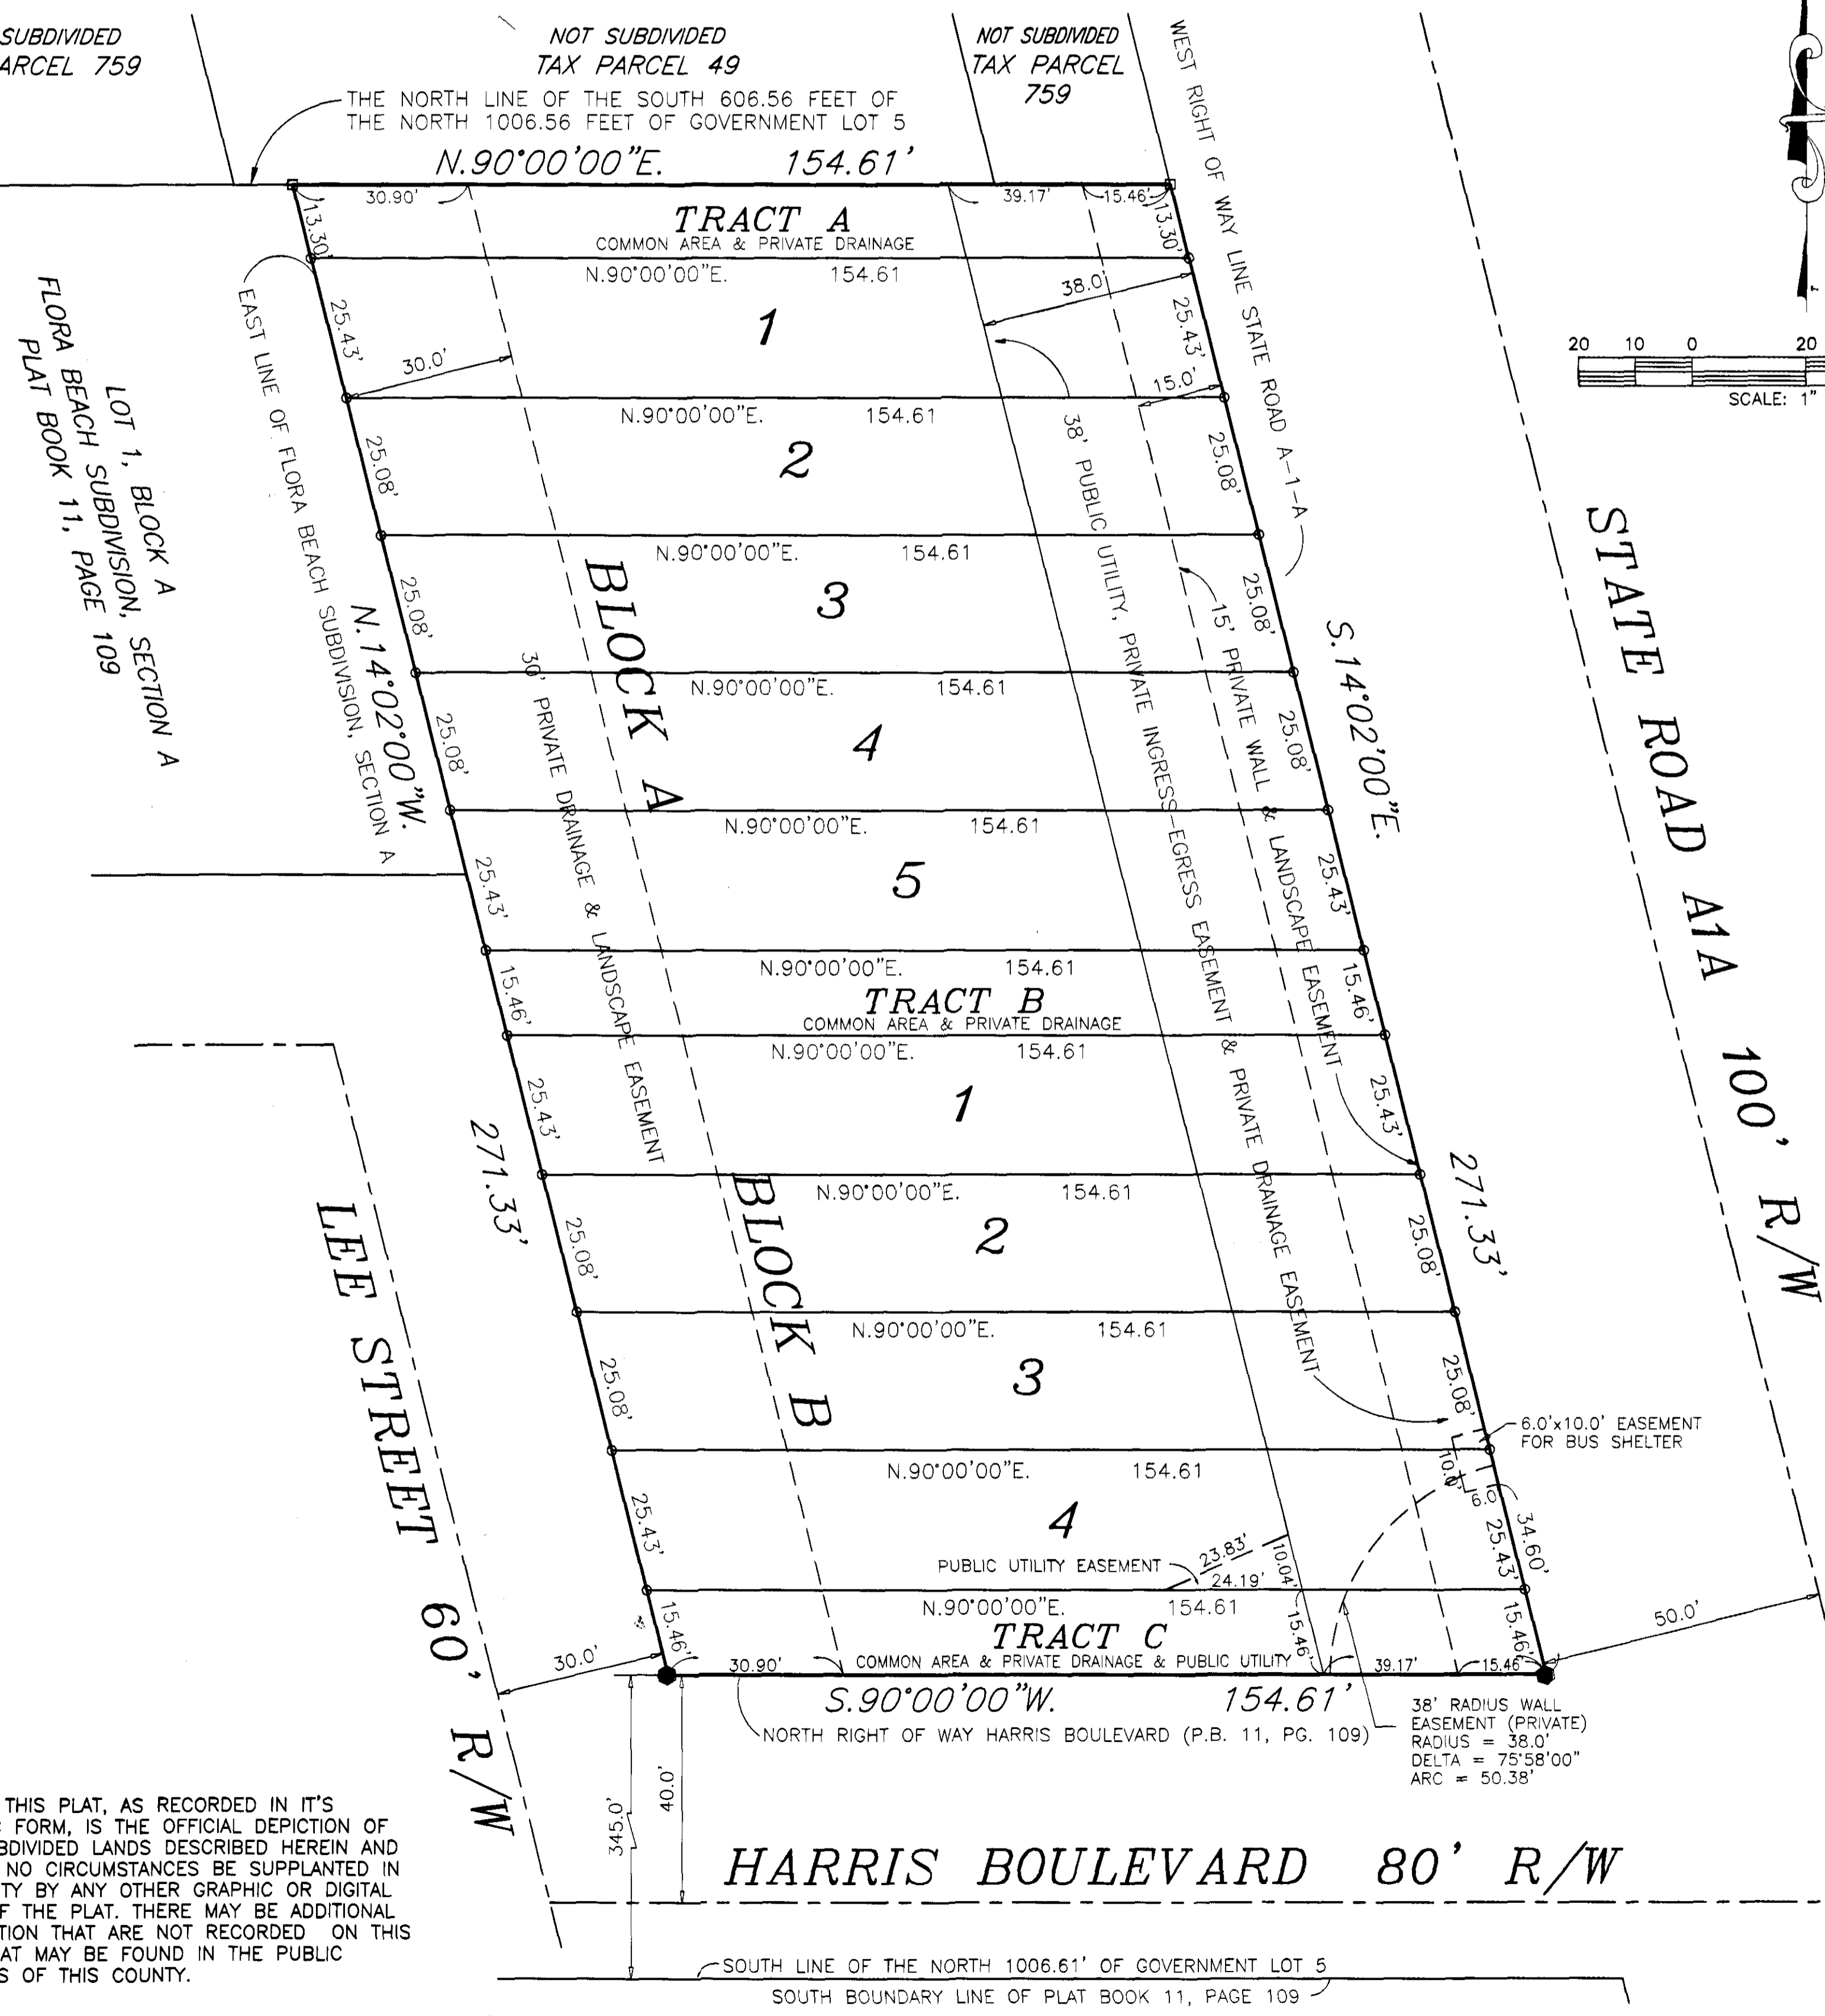 SUBDIVIDED
ARCEL 759
NOT SUBDIVIDED
TAX PARCEL 49
NOT SUBDIVIDED
TAX PARCEL
759
THE NORTH LINE OF THE SOUTH 606.56 FEET OF
THE NORTH 1006.56 FEET OF GOVERNMENT LOT 5
N.90°00'00"E. 154.61'
30.90'
39.17'
15.46'
13.30'
TRACT A
COMMON AREA & PRIVATE DRAINAGE
13.30'
N.90°00'00"E. 154.61
WEST RIGHT OF WAY LINE STATE ROAD A-1-A
20 10 0 20
SCALE: 1"
LOT 1, BLOCK A
FLORA BEACH SUBDIVISION, SECTION A
PLAT BOOK 11, PAGE 109
EAST LINE OF FLORA BEACH SUBDIVISION, SECTION A
N.14°02°00"W.
25.43'
30.0'
1
38.0'
25.43'
15.0'
N.90°00'00"E. 154.61
25.08'
2
25.08'
N.90°00'00"E. 154.61
25.08'
3
25.08'
N.90°00'00"E. 154.61
25.08'
4
25.08'
N.90°00'00"E. 154.61
25.43'
5
25.43'
N.90°00'00"E. 154.61
BLOCK A
30' PRIVATE DRAINAGE & LANDSCAPE EASEMENT
38' PUBLIC UTILITY, PRIVATE INGRESS-EGRESS EASEMENT & PRIVATE DRAINAGE EASEMENT
15' PRIVATE WALL & LANDSCAPE EASEMENT
S.14°02'00"E.
STATE ROAD A1A 100' R/W
15.46'
TRACT B
COMMON AREA & PRIVATE DRAINAGE
15.46'
N.90°00'00"E. 154.61
25.43'
1
25.43'
271.33'
271.33'
N.90°00'00"E. 154.61
25.08'
2
25.08'
N.90°00'00"E. 154.61
BLOCK B
25.08'
3
25.08'
6.0'x10.0' EASEMENT
FOR BUS SHELTER
N.90°00'00"E. 154.61
10.0'
6.0
25.43'
4
25.43'
34.60'
PUBLIC UTILITY EASEMENT
23.83'
24.19'
10.04'
N.90°00'00"E. 154.61
15.46'
TRACT C
15.46'
15.46'
COMMON AREA & PRIVATE DRAINAGE & PUBLIC UTILITY
30.90'
39.17'
15.46'
50.0'
30.0'
LEE STREET 60' R/W
S.90°00'00"W. 154.61'
NORTH RIGHT OF WAY HARRIS BOULEVARD (P.B. 11, PG. 109)
38' RADIUS WALL
EASEMENT (PRIVATE)
RADIUS = 38.0'
DELTA = 75°58'00"
ARC = 50.38'
345.0'
40.0'
THIS PLAT, AS RECORDED IN IT'S
FORM, IS THE OFFICIAL DEPICTION OF
BDIVIDED LANDS DESCRIBED HEREIN AND
NO CIRCUMSTANCES BE SUPPLANTED IN
TY BY ANY OTHER GRAPHIC OR DIGITAL
F THE PLAT. THERE MAY BE ADDITIONAL
TION THAT ARE NOT RECORDED ON THIS
AT MAY BE FOUND IN THE PUBLIC
S OF THIS COUNTY.
HARRIS BOULEVARD 80' R/W
SOUTH LINE OF THE NORTH 1006.61' OF GOVERNMENT LOT 5
SOUTH BOUNDARY LINE OF PLAT BOOK 11, PAGE 109